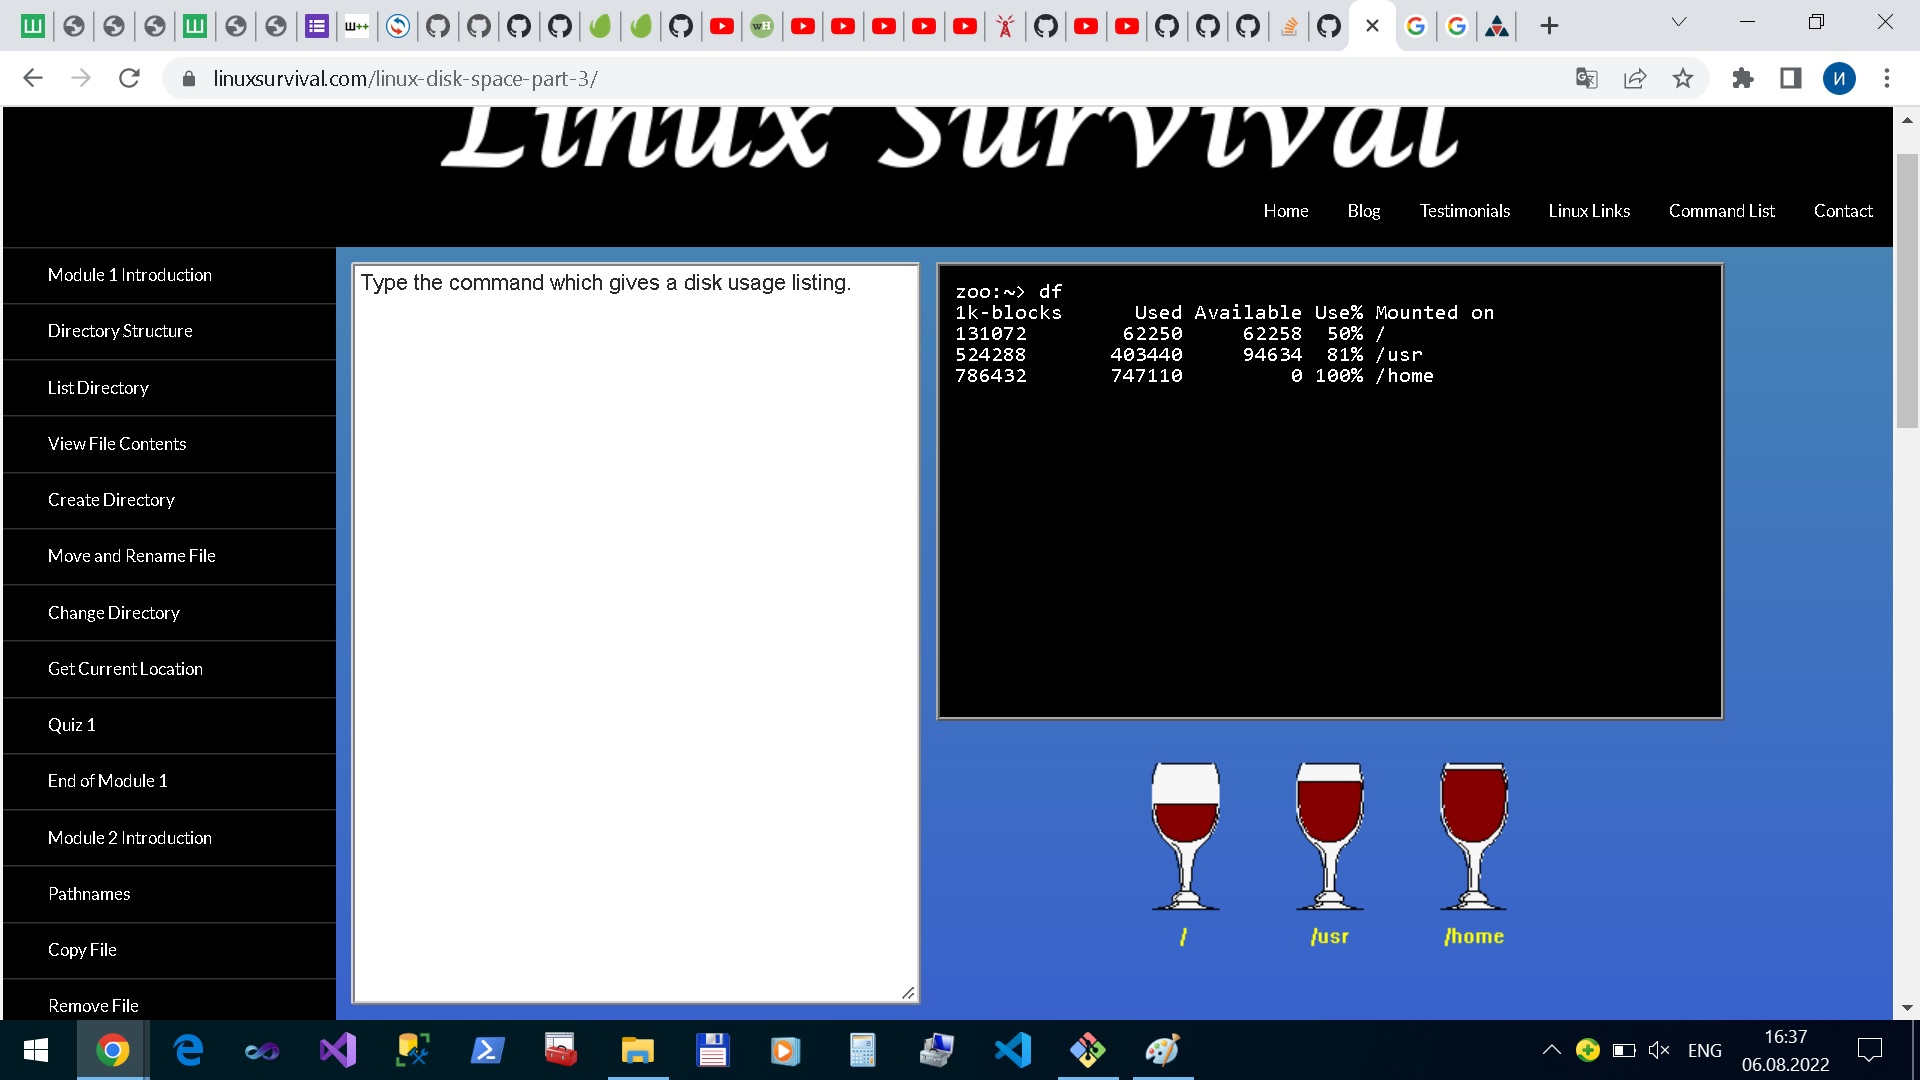 Ш++
wH
linuxsurvival.com/linux-disk-space-part-3/
И
Linux Survival
Home Blog Testimonials Linux Links Command List Contact
Module 1 Introduction
Directory Structure
List Directory
View File Contents
Create Directory
Move and Rename File
Change Directory
Get Current Location
Quiz 1
End of Module 1
Module 2 Introduction
Pathnames
Copy File
Remove File
Type the command which gives a disk usage listing.
zoo:~> df
1k-blocks Used Available Use% Mounted on
131072 62250 62258 50% /
524288 403440 94634 81% /usr
786432 747110 0 100% /home
/ /usr /home
ENG
16:37
06.08.2022